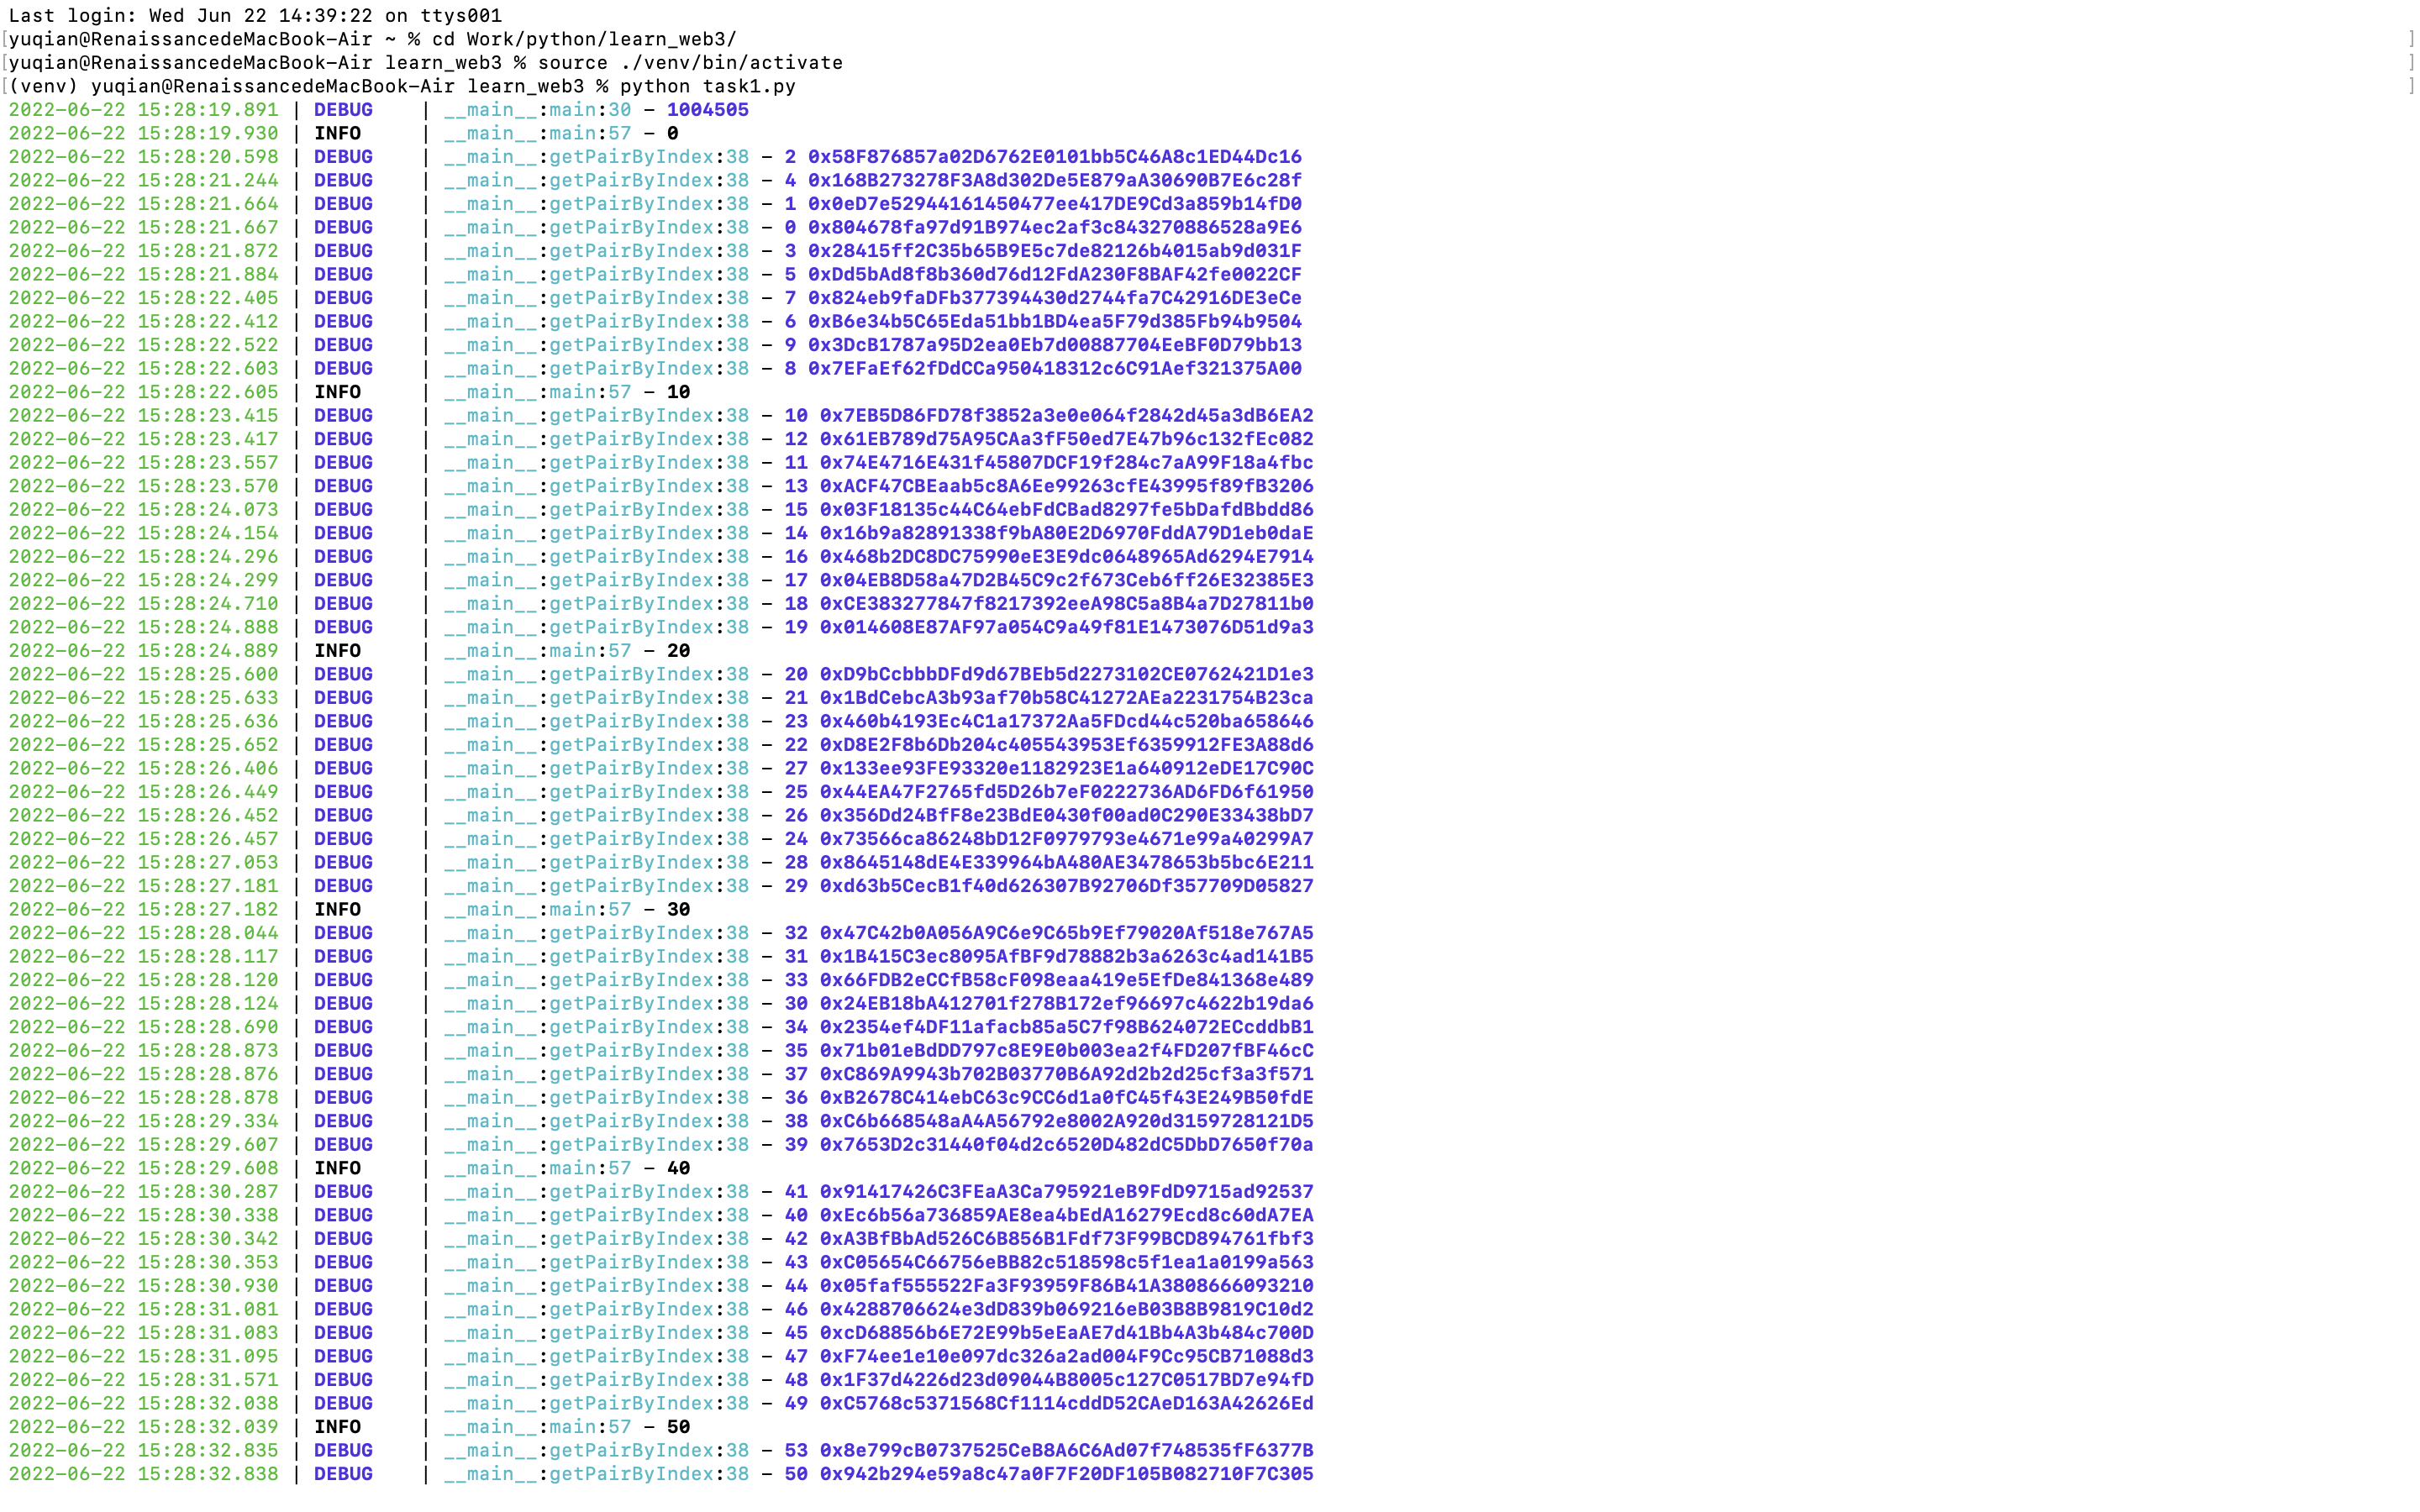 Last login: Wed Jun 22 14:39:22 on ttys001
[yuqian@RenaissancedeMacBook-Air ~ % cd Work/python/learn_web3/ ]
[yuqian@RenaissancedeMacBook-Air learn_web3 % source ./venv/bin/activate ]
[(venv) yuqian@RenaissancedeMacBook-Air learn_web3 % python task1.py ]
2022-06-22 15:28:19.891 | DEBUG    | __main__:main:30 - 1004505
2022-06-22 15:28:19.930 | INFO     | __main__:main:57 - 0
2022-06-22 15:28:20.598 | DEBUG    | __main__:getPairByIndex:38 - 2 0x58F876857a02D6762E0101bb5C46A8c1ED44Dc16
2022-06-22 15:28:21.244 | DEBUG    | __main__:getPairByIndex:38 - 4 0x168B273278F3A8d302De5E879aA30690B7E6c28f
2022-06-22 15:28:21.664 | DEBUG    | __main__:getPairByIndex:38 - 1 0x0eD7e52944161450477ee417DE9Cd3a859b14fD0
2022-06-22 15:28:21.667 | DEBUG    | __main__:getPairByIndex:38 - 0 0x804678fa97d91B974ec2af3c843270886528a9E6
2022-06-22 15:28:21.872 | DEBUG    | __main__:getPairByIndex:38 - 3 0x28415ff2C35b65B9E5c7de82126b4015ab9d031F
2022-06-22 15:28:21.884 | DEBUG    | __main__:getPairByIndex:38 - 5 0xDd5bAd8f8b360d76d12FdA230F8BAF42fe0022CF
2022-06-22 15:28:22.405 | DEBUG    | __main__:getPairByIndex:38 - 7 0x824eb9faDFb377394430d2744fa7C42916DE3eCe
2022-06-22 15:28:22.412 | DEBUG    | __main__:getPairByIndex:38 - 6 0xB6e34b5C65Eda51bb1BD4ea5F79d385Fb94b9504
2022-06-22 15:28:22.522 | DEBUG    | __main__:getPairByIndex:38 - 9 0x3DcB1787a95D2ea0Eb7d00887704EeBF0D79bb13
2022-06-22 15:28:22.603 | DEBUG    | __main__:getPairByIndex:38 - 8 0x7EFaEf62fDdCCa950418312c6C91Aef321375A00
2022-06-22 15:28:22.605 | INFO     | __main__:main:57 - 10
2022-06-22 15:28:23.415 | DEBUG    | __main__:getPairByIndex:38 - 10 0x7EB5D86FD78f3852a3e0e064f2842d45a3dB6EA2
2022-06-22 15:28:23.417 | DEBUG    | __main__:getPairByIndex:38 - 12 0x61EB789d75A95CAa3fF50ed7E47b96c132fEc082
2022-06-22 15:28:23.557 | DEBUG    | __main__:getPairByIndex:38 - 11 0x74E4716E431f45807DCF19f284c7aA99F18a4fbc
2022-06-22 15:28:23.570 | DEBUG    | __main__:getPairByIndex:38 - 13 0xACF47CBEaab5c8A6Ee99263cfE43995f89fB3206
2022-06-22 15:28:24.073 | DEBUG    | __main__:getPairByIndex:38 - 15 0x03F18135c44C64ebFdCBad8297fe5bDafdBbdd86
2022-06-22 15:28:24.154 | DEBUG    | __main__:getPairByIndex:38 - 14 0x16b9a82891338f9bA80E2D6970FddA79D1eb0daE
2022-06-22 15:28:24.296 | DEBUG    | __main__:getPairByIndex:38 - 16 0x468b2DC8DC75990eE3E9dc0648965Ad6294E7914
2022-06-22 15:28:24.299 | DEBUG    | __main__:getPairByIndex:38 - 17 0x04EB8D58a47D2B45C9c2f673Ceb6ff26E32385E3
2022-06-22 15:28:24.710 | DEBUG    | __main__:getPairByIndex:38 - 18 0xCE383277847f8217392eeA98C5a8B4a7D27811b0
2022-06-22 15:28:24.888 | DEBUG    | __main__:getPairByIndex:38 - 19 0x014608E87AF97a054C9a49f81E1473076D51d9a3
2022-06-22 15:28:24.889 | INFO     | __main__:main:57 - 20
2022-06-22 15:28:25.600 | DEBUG    | __main__:getPairByIndex:38 - 20 0xD9bCcbbbDFd9d67BEb5d2273102CE0762421D1e3
2022-06-22 15:28:25.633 | DEBUG    | __main__:getPairByIndex:38 - 21 0x1BdCebcA3b93af70b58C41272AEa2231754B23ca
2022-06-22 15:28:25.636 | DEBUG    | __main__:getPairByIndex:38 - 23 0x460b4193Ec4C1a17372Aa5FDcd44c520ba658646
2022-06-22 15:28:25.652 | DEBUG    | __main__:getPairByIndex:38 - 22 0xD8E2F8b6Db204c405543953Ef6359912FE3A88d6
2022-06-22 15:28:26.406 | DEBUG    | __main__:getPairByIndex:38 - 27 0x133ee93FE93320e1182923E1a640912eDE17C90C
2022-06-22 15:28:26.449 | DEBUG    | __main__:getPairByIndex:38 - 25 0x44EA47F2765fd5D26b7eF0222736AD6FD6f61950
2022-06-22 15:28:26.452 | DEBUG    | __main__:getPairByIndex:38 - 26 0x356Dd24BfF8e23BdE0430f00ad0C290E33438bD7
2022-06-22 15:28:26.457 | DEBUG    | __main__:getPairByIndex:38 - 24 0x73566ca86248bD12F0979793e4671e99a40299A7
2022-06-22 15:28:27.053 | DEBUG    | __main__:getPairByIndex:38 - 28 0x8645148dE4E339964bA480AE3478653b5bc6E211
2022-06-22 15:28:27.181 | DEBUG    | __main__:getPairByIndex:38 - 29 0xd63b5CecB1f40d626307B92706Df357709D05827
2022-06-22 15:28:27.182 | INFO     | __main__:main:57 - 30
2022-06-22 15:28:28.044 | DEBUG    | __main__:getPairByIndex:38 - 32 0x47C42b0A056A9C6e9C65b9Ef79020Af518e767A5
2022-06-22 15:28:28.117 | DEBUG    | __main__:getPairByIndex:38 - 31 0x1B415C3ec8095AfBF9d78882b3a6263c4ad141B5
2022-06-22 15:28:28.120 | DEBUG    | __main__:getPairByIndex:38 - 33 0x66FDB2eCCfB58cF098eaa419e5EfDe841368e489
2022-06-22 15:28:28.124 | DEBUG    | __main__:getPairByIndex:38 - 30 0x24EB18bA412701f278B172ef96697c4622b19da6
2022-06-22 15:28:28.690 | DEBUG    | __main__:getPairByIndex:38 - 34 0x2354ef4DF11afacb85a5C7f98B624072ECcddbB1
2022-06-22 15:28:28.873 | DEBUG    | __main__:getPairByIndex:38 - 35 0x71b01eBdDD797c8E9E0b003ea2f4FD207fBF46cC
2022-06-22 15:28:28.876 | DEBUG    | __main__:getPairByIndex:38 - 37 0xC869A9943b702B03770B6A92d2b2d25cf3a3f571
2022-06-22 15:28:28.878 | DEBUG    | __main__:getPairByIndex:38 - 36 0xB2678C414ebC63c9CC6d1a0fC45f43E249B50fdE
2022-06-22 15:28:29.334 | DEBUG    | __main__:getPairByIndex:38 - 38 0xC6b668548aA4A56792e8002A920d3159728121D5
2022-06-22 15:28:29.607 | DEBUG    | __main__:getPairByIndex:38 - 39 0x7653D2c31440f04d2c6520D482dC5DbD7650f70a
2022-06-22 15:28:29.608 | INFO     | __main__:main:57 - 40
2022-06-22 15:28:30.287 | DEBUG    | __main__:getPairByIndex:38 - 41 0x91417426C3FEaA3Ca795921eB9FdD9715ad92537
2022-06-22 15:28:30.338 | DEBUG    | __main__:getPairByIndex:38 - 40 0xEc6b56a736859AE8ea4bEdA16279Ecd8c60dA7EA
2022-06-22 15:28:30.342 | DEBUG    | __main__:getPairByIndex:38 - 42 0xA3BfBbAd526C6B856B1Fdf73F99BCD894761fbf3
2022-06-22 15:28:30.353 | DEBUG    | __main__:getPairByIndex:38 - 43 0xC05654C66756eBB82c518598c5f1ea1a0199a563
2022-06-22 15:28:30.930 | DEBUG    | __main__:getPairByIndex:38 - 44 0x05faf555522Fa3F93959F86B41A3808666093210
2022-06-22 15:28:31.081 | DEBUG    | __main__:getPairByIndex:38 - 46 0x4288706624e3dD839b069216eB03B8B9819C10d2
2022-06-22 15:28:31.083 | DEBUG    | __main__:getPairByIndex:38 - 45 0xcD68856b6E72E99b5eEaAE7d41Bb4A3b484c700D
2022-06-22 15:28:31.095 | DEBUG    | __main__:getPairByIndex:38 - 47 0xF74ee1e10e097dc326a2ad004F9Cc95CB71088d3
2022-06-22 15:28:31.571 | DEBUG    | __main__:getPairByIndex:38 - 48 0x1F37d4226d23d09044B8005c127C0517BD7e94fD
2022-06-22 15:28:32.038 | DEBUG    | __main__:getPairByIndex:38 - 49 0xC5768c5371568Cf1114cddD52CAeD163A42626Ed
2022-06-22 15:28:32.039 | INFO     | __main__:main:57 - 50
2022-06-22 15:28:32.835 | DEBUG    | __main__:getPairByIndex:38 - 53 0x8e799cB0737525CeB8A6C6Ad07f748535fF6377B
2022-06-22 15:28:32.838 | DEBUG    | __main__:getPairByIndex:38 - 50 0x942b294e59a8c47a0F7F20DF105B082710F7C305